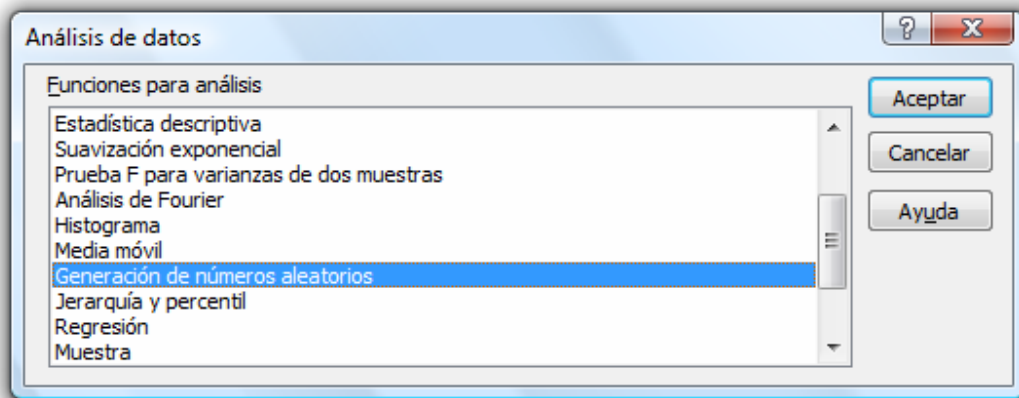 Análisis de datos
Funciones para análisis
Estadística descriptiva
Suavización exponencial
Prueba F para varianzas de dos muestras
Análisis de Fourier
Histograma
Media móvil
Generación de números aleatorios
Jerarquía y percentil
Regresión
Muestra
Aceptar
Cancelar
Ayuda